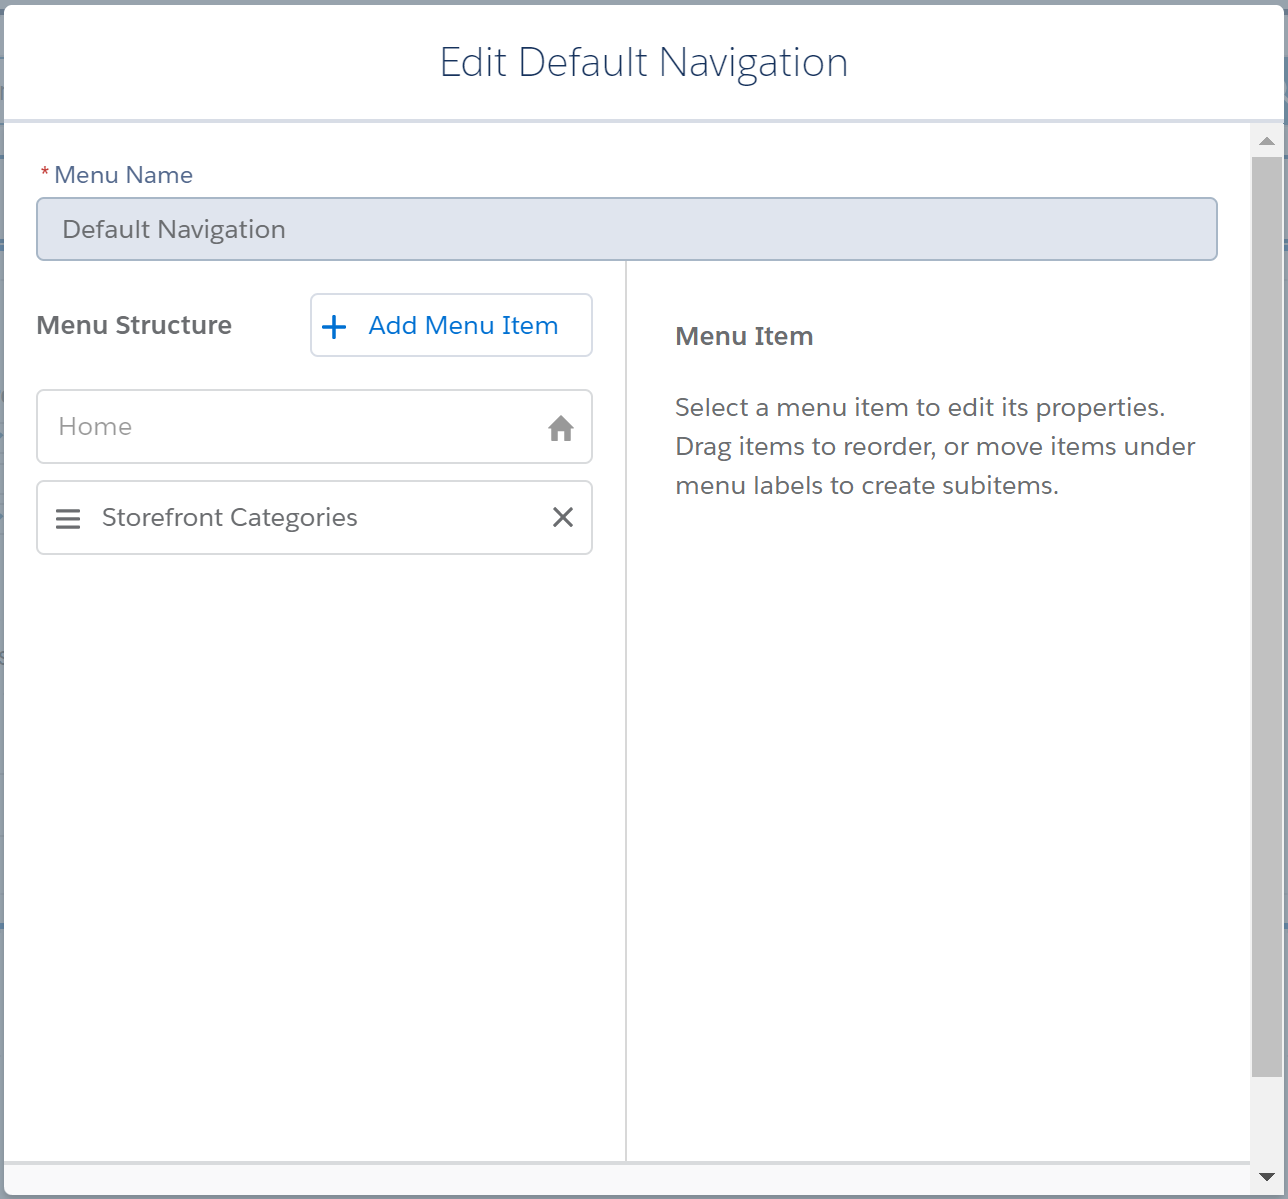 Edit Default Navigation
* Menu Name
Default Navigation
Menu Structure
Add Menu Item
Home
Storefront Categories
Menu Item
Select a menu item to edit its properties.
Drag items to reorder, or move items under
menu labels to create subitems.